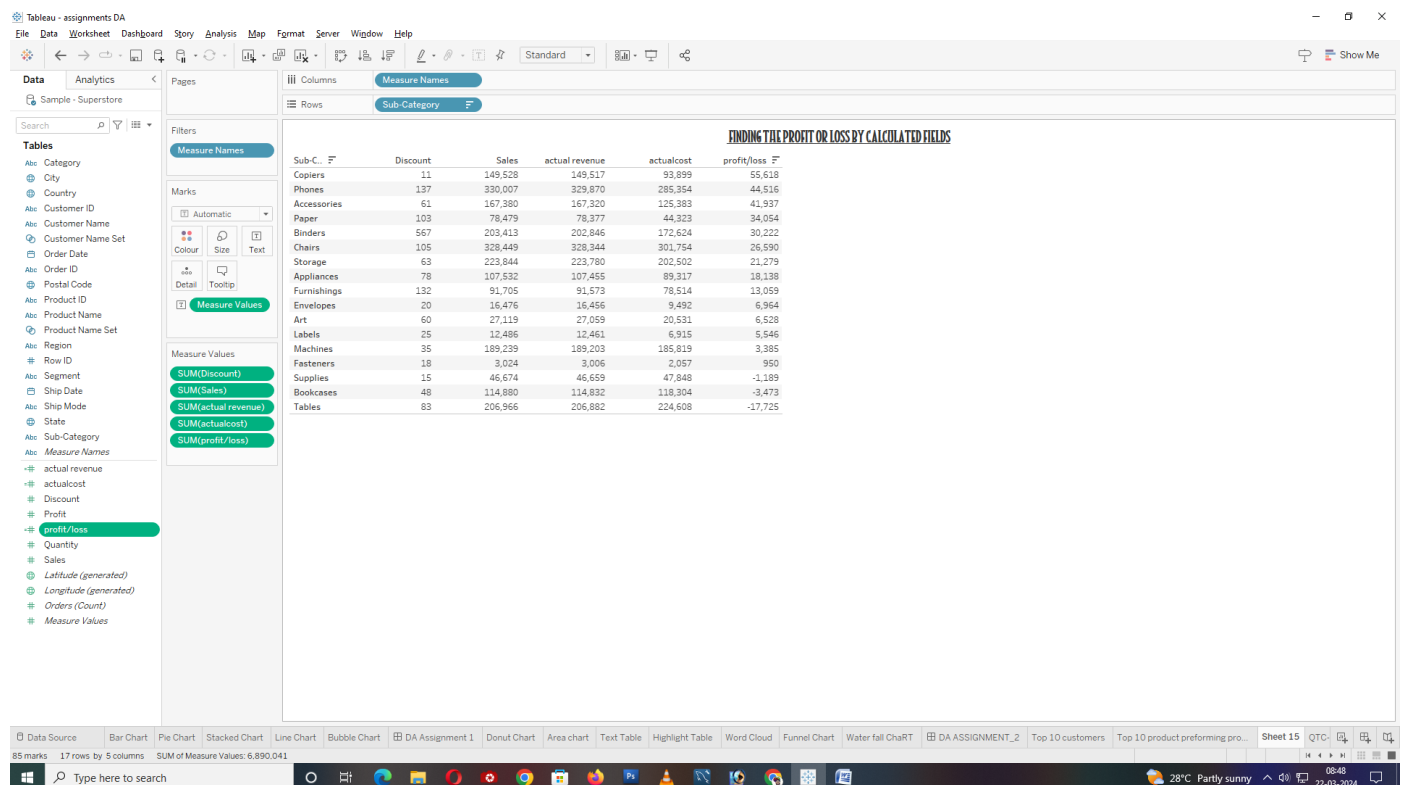 Tableau - assignments DA
File Data Worksheet Dashboard Story Analysis Map Format Server Window Help
Standard
Show Me
Data Analytics
Sample - Superstore
Search
Tables
Abc Category
City
Country
Abc Customer ID
Abc Customer Name
Customer Name Set
Order Date
Abc Order ID
Postal Code
Abc Product ID
Abc Product Name
Product Name Set
Abc Region
# Row ID
Abc Segment
Ship Date
Abc Ship Mode
State
Abc Sub-Category
Abc Measure Names
=# actual revenue
=# actualcost
# Discount
# Profit
=# profit/loss
# Quantity
# Sales
Latitude (generated)
Longitude (generated)
# Orders (Count)
# Measure Values
Pages
Filters
Measure Names
Marks
Automatic
Colour Size Text
Detail Tooltip
Measure Values
Measure Values
SUM(Discount)
SUM(Sales)
SUM(actual revenue)
SUM(actualcost)
SUM(profit/loss)
Columns Measure Names
Rows Sub-Category
FINDING THE PROFIT OR LOSS BY CALCULATED FIELDS
Sub-C.. Discount Sales actual revenue actualcost profit/loss
Copiers 11 149,528 149,517 93,899 55,618
Phones 137 330,007 329,870 285,354 44,516
Accessories 61 167,380 167,320 125,383 41,937
Paper 103 78,479 78,377 44,323 34,054
Binders 567 203,413 202,846 172,624 30,222
Chairs 105 328,449 328,344 301,754 26,590
Storage 63 223,844 223,780 202,502 21,279
Appliances 78 107,532 107,455 89,317 18,138
Furnishings 132 91,705 91,573 78,514 13,059
Envelopes 20 16,476 16,456 9,492 6,964
Art 60 27,119 27,059 20,531 6,528
Labels 25 12,486 12,461 6,915 5,546
Machines 35 189,239 189,203 185,819 3,385
Fasteners 18 3,024 3,006 2,057 950
Supplies 15 46,674 46,659 47,848 -1,189
Bookcases 48 114,880 114,832 118,304 -3,473
Tables 83 206,966 206,882 224,608 -17,725
Data Source Bar Chart Pie Chart Stacked Chart Line Chart Bubble Chart DA Assignment 1 Donut Chart Area chart Text Table Highlight Table Word Cloud Funnel Chart Water fall ChaRT DA ASSIGNMENT_2 Top 10 customers Top 10 product preforming pro... Sheet 15 QTC-
85 marks 17 rows by 5 columns SUM of Measure Values: 6,890,041
Type here to search
Ps
28°C Partly sunny
08:48
22-03-2024